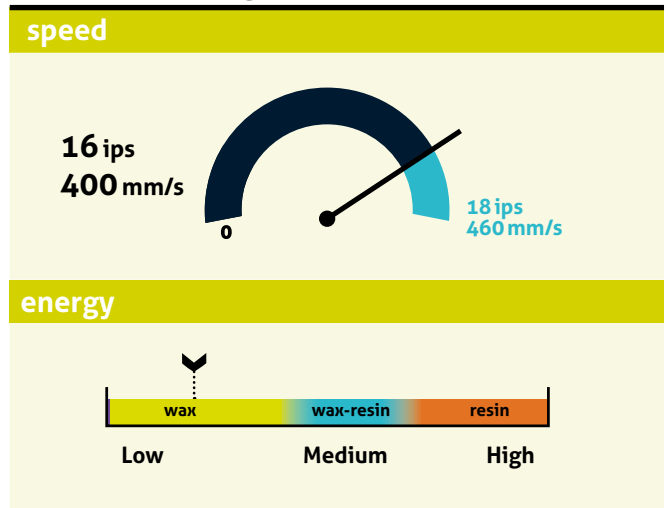 speed
16 ips
400 mm/s
0
18 ips
460 mm/s
energy
wax wax-resin resin
Low Medium High